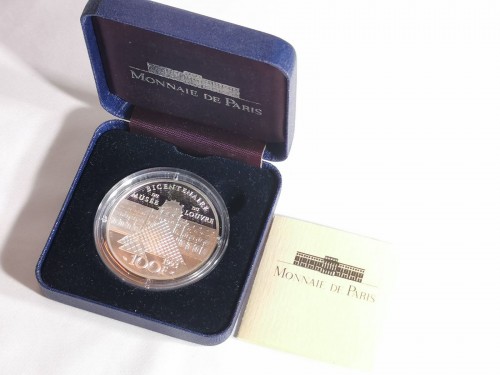 MONNAIE DE PARIS
BICENTENAIRE
DU DU
MUSÉE LOUVRE
100F
MONNAIE DE PARIS